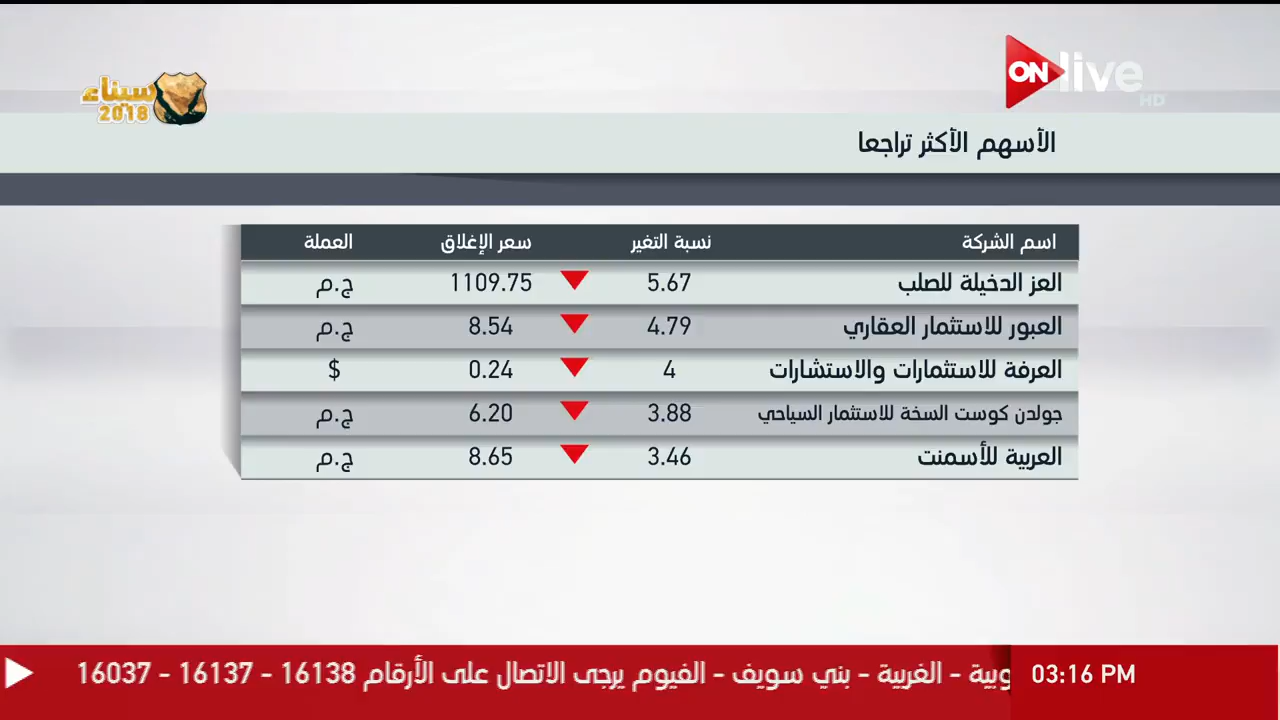 ON live
HD
سيناء
2018
الأسهم الأكثر تراجعا
اسم الشركة نسبة التغير سعر الإغلاق العملة
العز الدخيلة للصلب 5.67 1109.75 ج.م
العبور للاستثمار العقاري 4.79 8.54 ج.م
العرفة للاستثمارات والاستشارات 4 0.24 $
جولدن كوست السخة للاستثمار السياحي 3.88 6.20 ج.م
العربية للأسمنت 3.46 8.65 ج.م
03:16 PM
وبية - الغربية - بني سويف - الفيوم يرجى الاتصال على الأرقام 16138 - 16137 - 16037